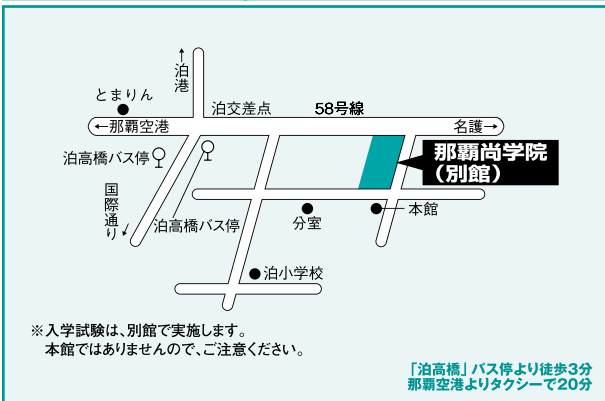 ↑泊港
とまりん
泊交差点
58号線
←那覇空港
名護→
泊高橋バス停
那覇尚学院
（別館）
国際通り↓
泊高橋バス停
分室
本館
泊小学校
※入学試験は、別館で実施します。
本館ではありませんので、ご注意ください。
「泊高橋」バス停より徒歩3分
那覇空港よりタクシーで20分